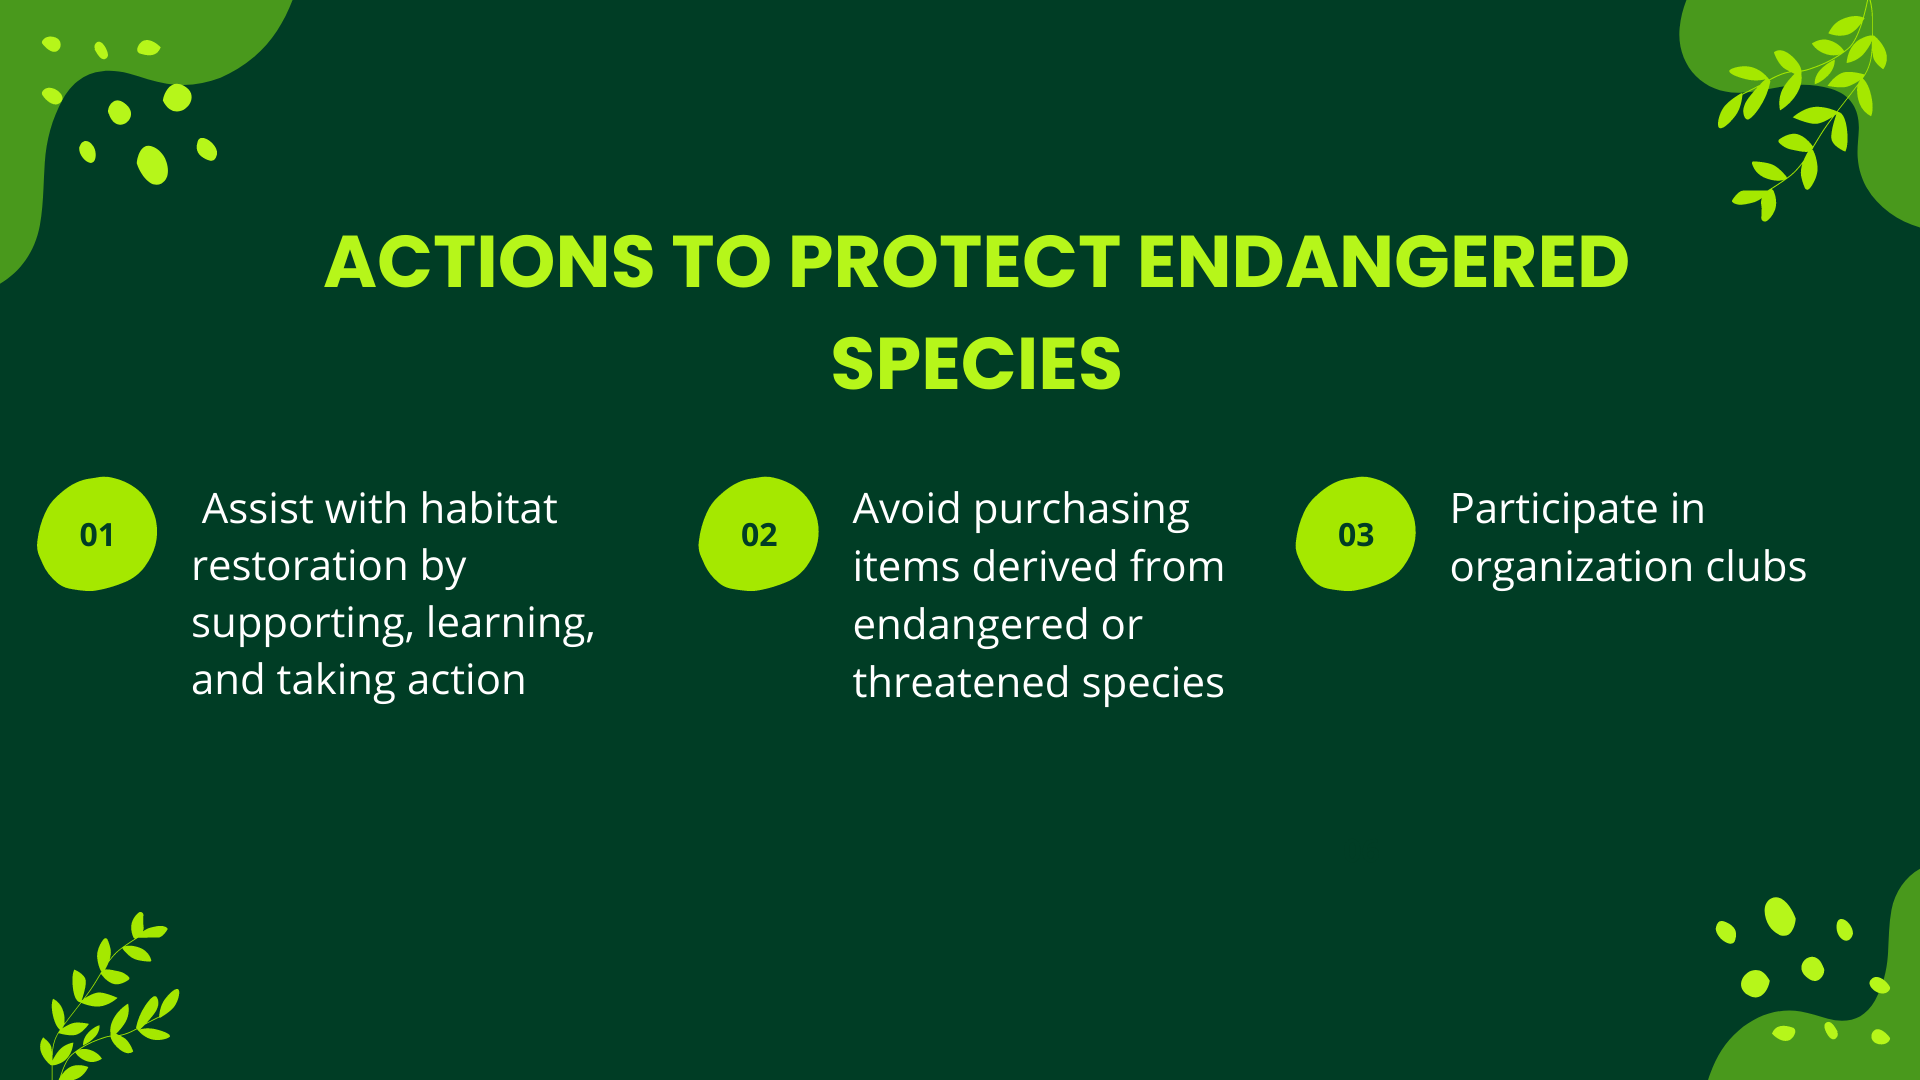 ACTIONS TO PROTECT ENDANGERED
SPECIES
01
Assist with habitat
restoration by
supporting, learning,
and taking action
02
Avoid purchasing
items derived from
endangered or
threatened species
03
Participate in
organization clubs